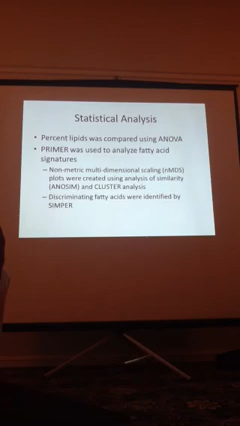 Statistical Analysis
• Percent lipids was compared using ANOVA
• PRIMER was used to analyze fatty acid
signatures
– Non-metric multi-dimensional scaling (nMDS)
plots were created using analysis of similarity
(ANOSIM) and CLUSTER analysis
– Discriminating fatty acids were identified by
SIMPER